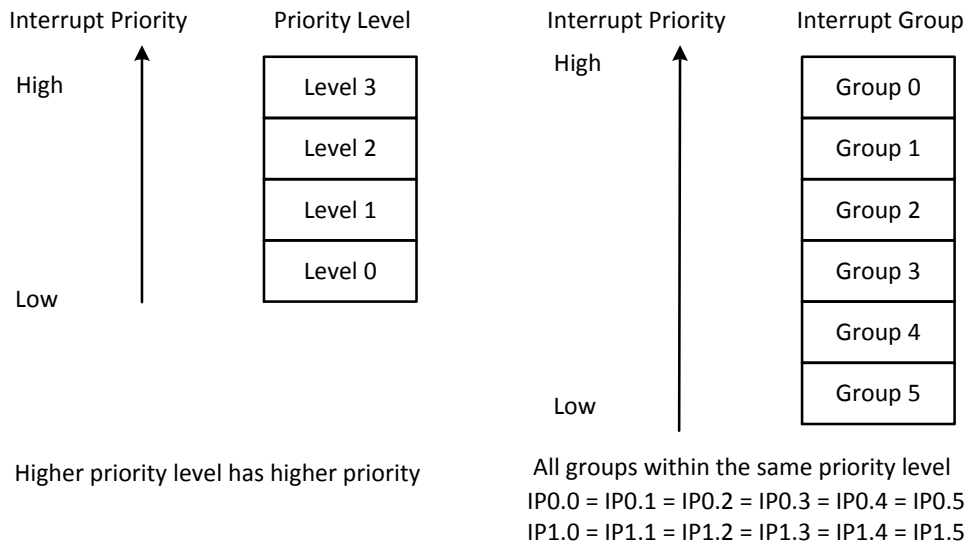 Interrupt Priority
Priority Level
High
Level 3
Level 2
Level 1
Level 0
Low
Higher priority level has higher priority
Interrupt Priority
Interrupt Group
High
Group 0
Group 1
Group 2
Group 3
Group 4
Group 5
Low
All groups within the same priority level
IP0.0 = IP0.1 = IP0.2 = IP0.3 = IP0.4 = IP0.5
IP1.0 = IP1.1 = IP1.2 = IP1.3 = IP1.4 = IP1.5